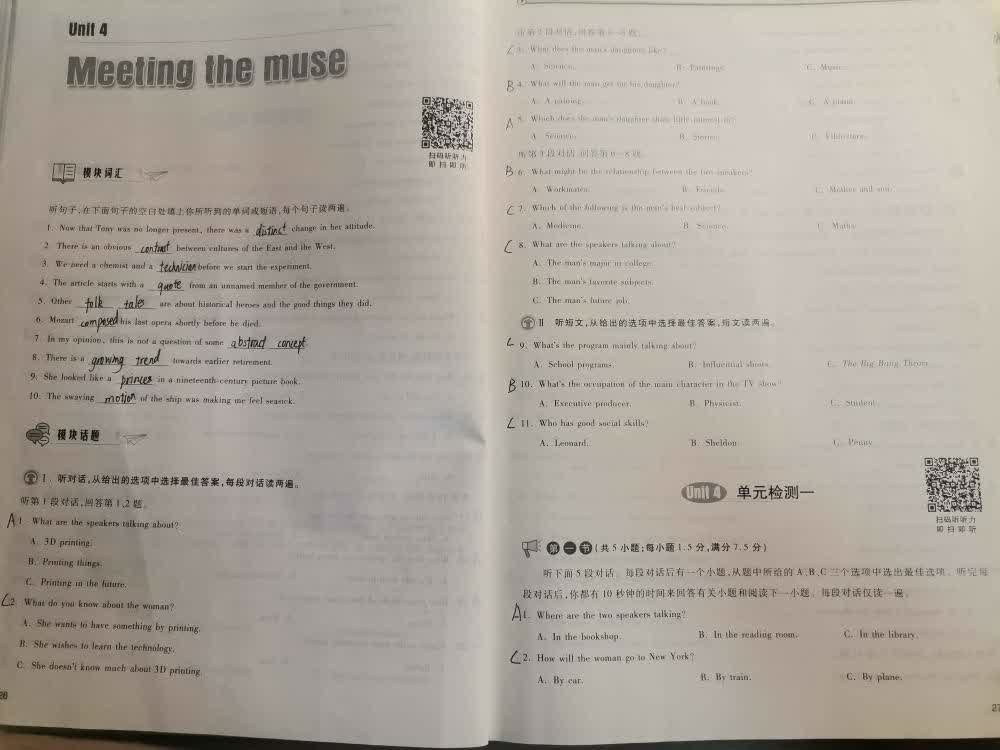 Unit 4
Meeting the muse
扫码听听力
即扫即听
模块词汇
听句子,在下面句子的空白处填上你所听到的单词或短语,每个句子读两遍。
1. Now that Tony was no longer present, there was a distinct change in her attitude.
2. There is an obvious contrast between cultures of the East and the West.
3. We need a chemist and a technician before we start the experiment.
4. The article starts with a quote from an unnamed member of the government.
5. Other folk tales are about historical heroes and the good things they did.
6. Mozart composed his last opera shortly before he died.
7. In my opinion, this is not a question of some abstract concept.
8. There is a growing trend towards earlier retirement.
9. She looked like a princes in a nineteenth-century picture book.
10. The swaying motion of the ship was making me feel seasick.
模块话题
Ⅰ. 听对话,从给出的选项中选择最佳答案,每段对话读两遍。
听第1段对话,回答第1、2题。
A 1. What are the speakers talking about?
A. 3D printing.
B. Printing things.
C. Printing in the future.
C 2. What do you know about the woman?
A. She wants to have something by printing.
B. She wishes to learn the technology.
C. She doesn't know much about 3D printing.
26
听第2段对话,回答第3~5题。
C 3. What does the man's daughter like?
A. Science. B. Paintings. C. Music.
B 4. What will the man get for his daughter?
A. A painting. B. A book. C. A piano.
A 5. Which does the man's daughter show little interest in?
A. Science. B. Stories. C. Adventures.
听第3段对话,回答第6~8题。
B 6. What might be the relationship between the two speakers?
A. Workmates. B. Friends. C. Mother and son.
C 7. Which of the following is the man's best subject?
A. Medicine. B. Science. C. Maths.
C 8. What are the speakers talking about?
A. The man's major in college.
B. The man's favorite subjects.
C. The man's future job.
Ⅱ 听短文,从给出的选项中选择最佳答案,短文读两遍。
C 9. What's the program mainly talking about?
A. School programs. B. Influential shows. C. The Big Bang Theory.
B 10. What's the occupation of the main character in the TV show?
A. Executive producer. B. Physicist. C. Student.
C 11. Who has good social skills?
A. Leonard. B. Sheldon. C. Penny.
Unit 4 单元检测一
扫码听听力
即扫即听
第一节 (共5小题;每小题1.5分,满分7.5分)
听下面5段对话。每段对话后有一个小题,从题中所给的A、B、C三个选项中选出最佳选项。听完每
段对话后,你都有10秒钟的时间来回答有关小题和阅读下一小题。每段对话仅读一遍。
A 1. Where are the two speakers talking?
A. In the bookshop. B. In the reading room. C. In the library.
C 2. How will the woman go to New York?
A. By car. B. By train. C. By plane.
27